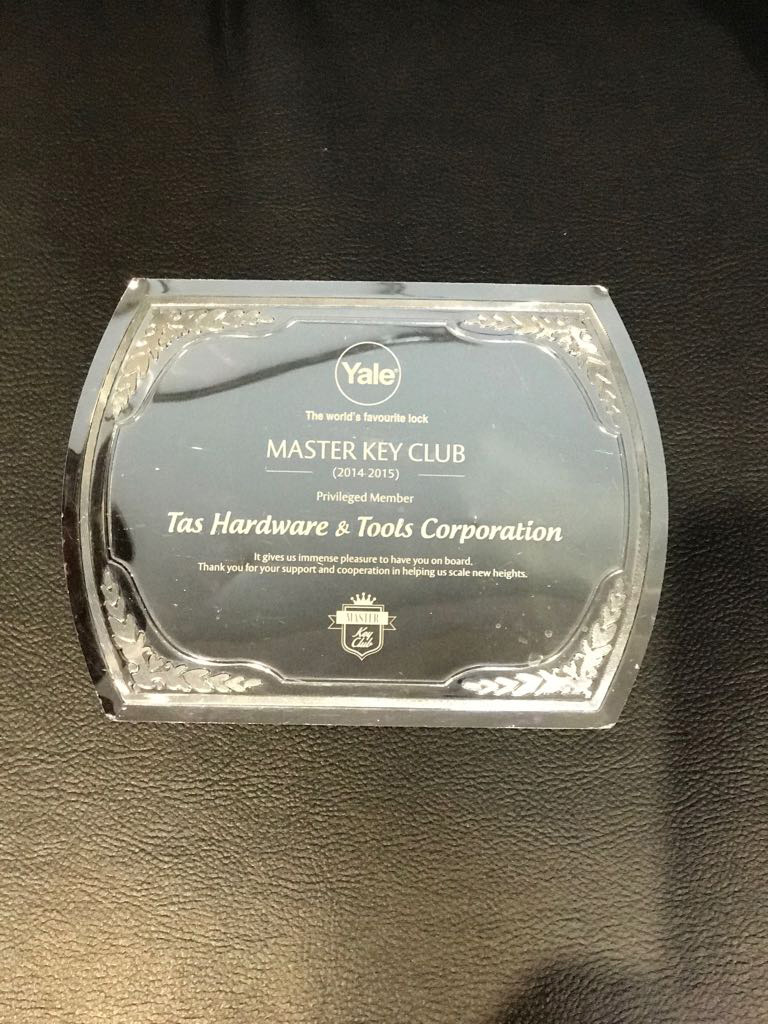 Yale®
The world's favourite lock
MASTER KEY CLUB
(2014-2015)
Privileged Member
Tas Hardware & Tools Corporation
It gives us immense pleasure to have you on board.
Thank you for your support and cooperation in helping us scale new heights.
MASTER
Key
Club